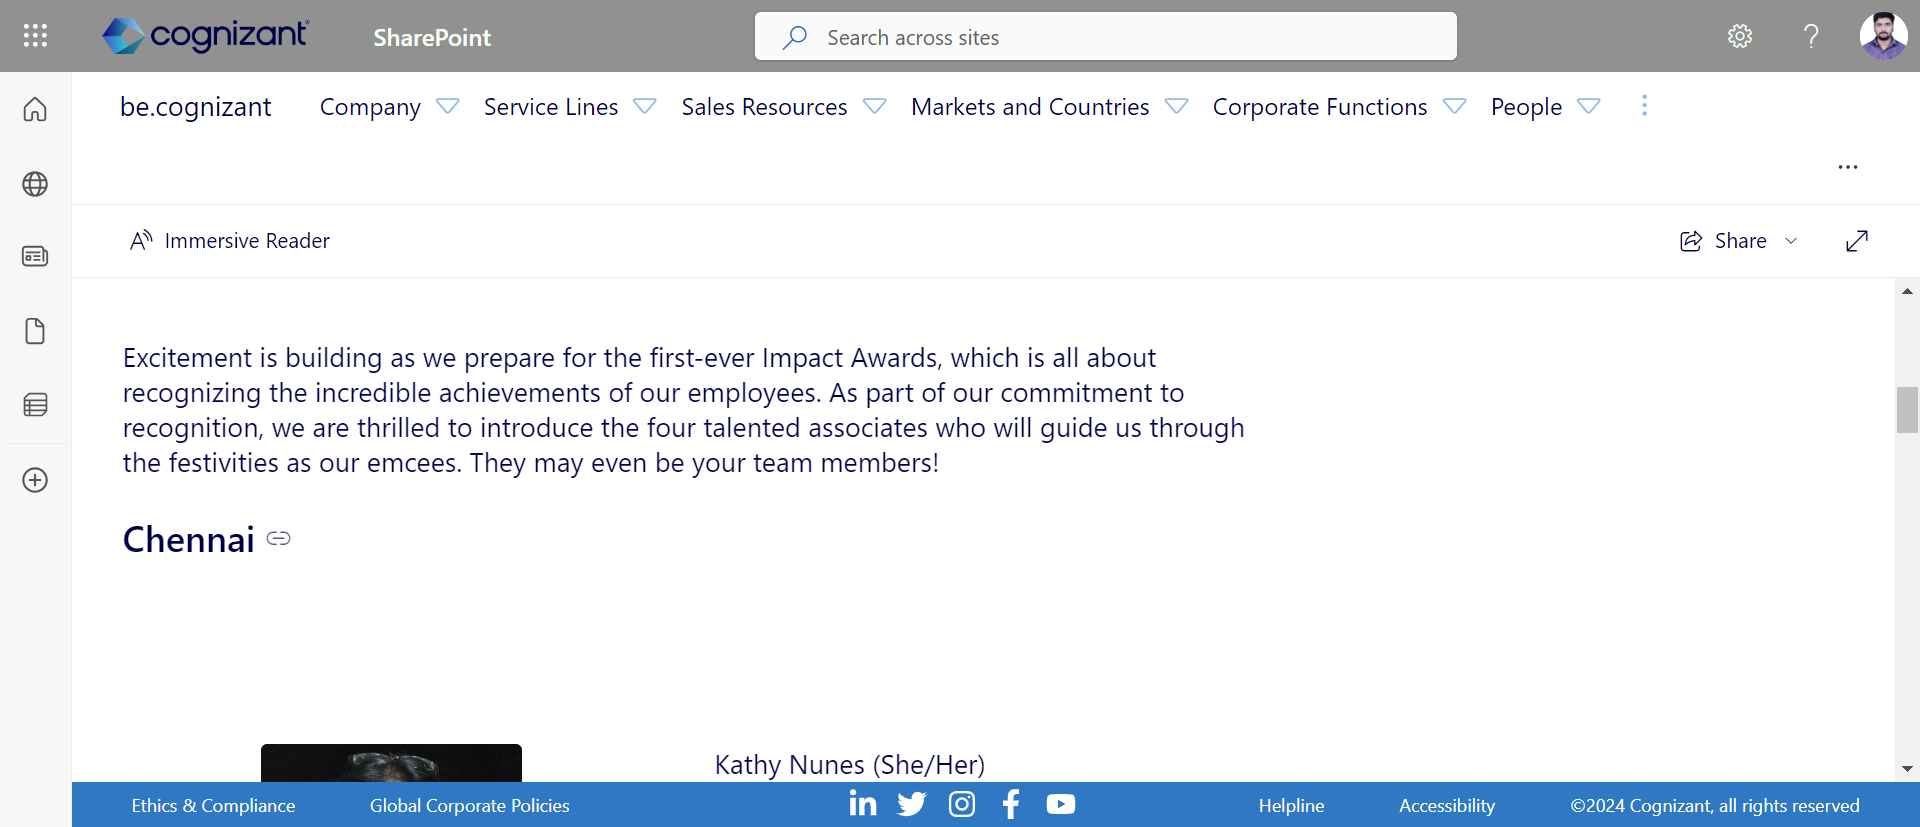 cognizant
SharePoint
Search across sites
be.cognizant
Company
Service Lines
Sales Resources
Markets and Countries
Corporate Functions
People
Immersive Reader
Share
Excitement is building as we prepare for the first-ever Impact Awards, which is all about
recognizing the incredible achievements of our employees. As part of our commitment to
recognition, we are thrilled to introduce the four talented associates who will guide us through
the festivities as our emcees. They may even be your team members!
Chennai
Kathy Nunes (She/Her)
Ethics & Compliance
Global Corporate Policies
Helpline
Accessibility
©2024 Cognizant, all rights reserved